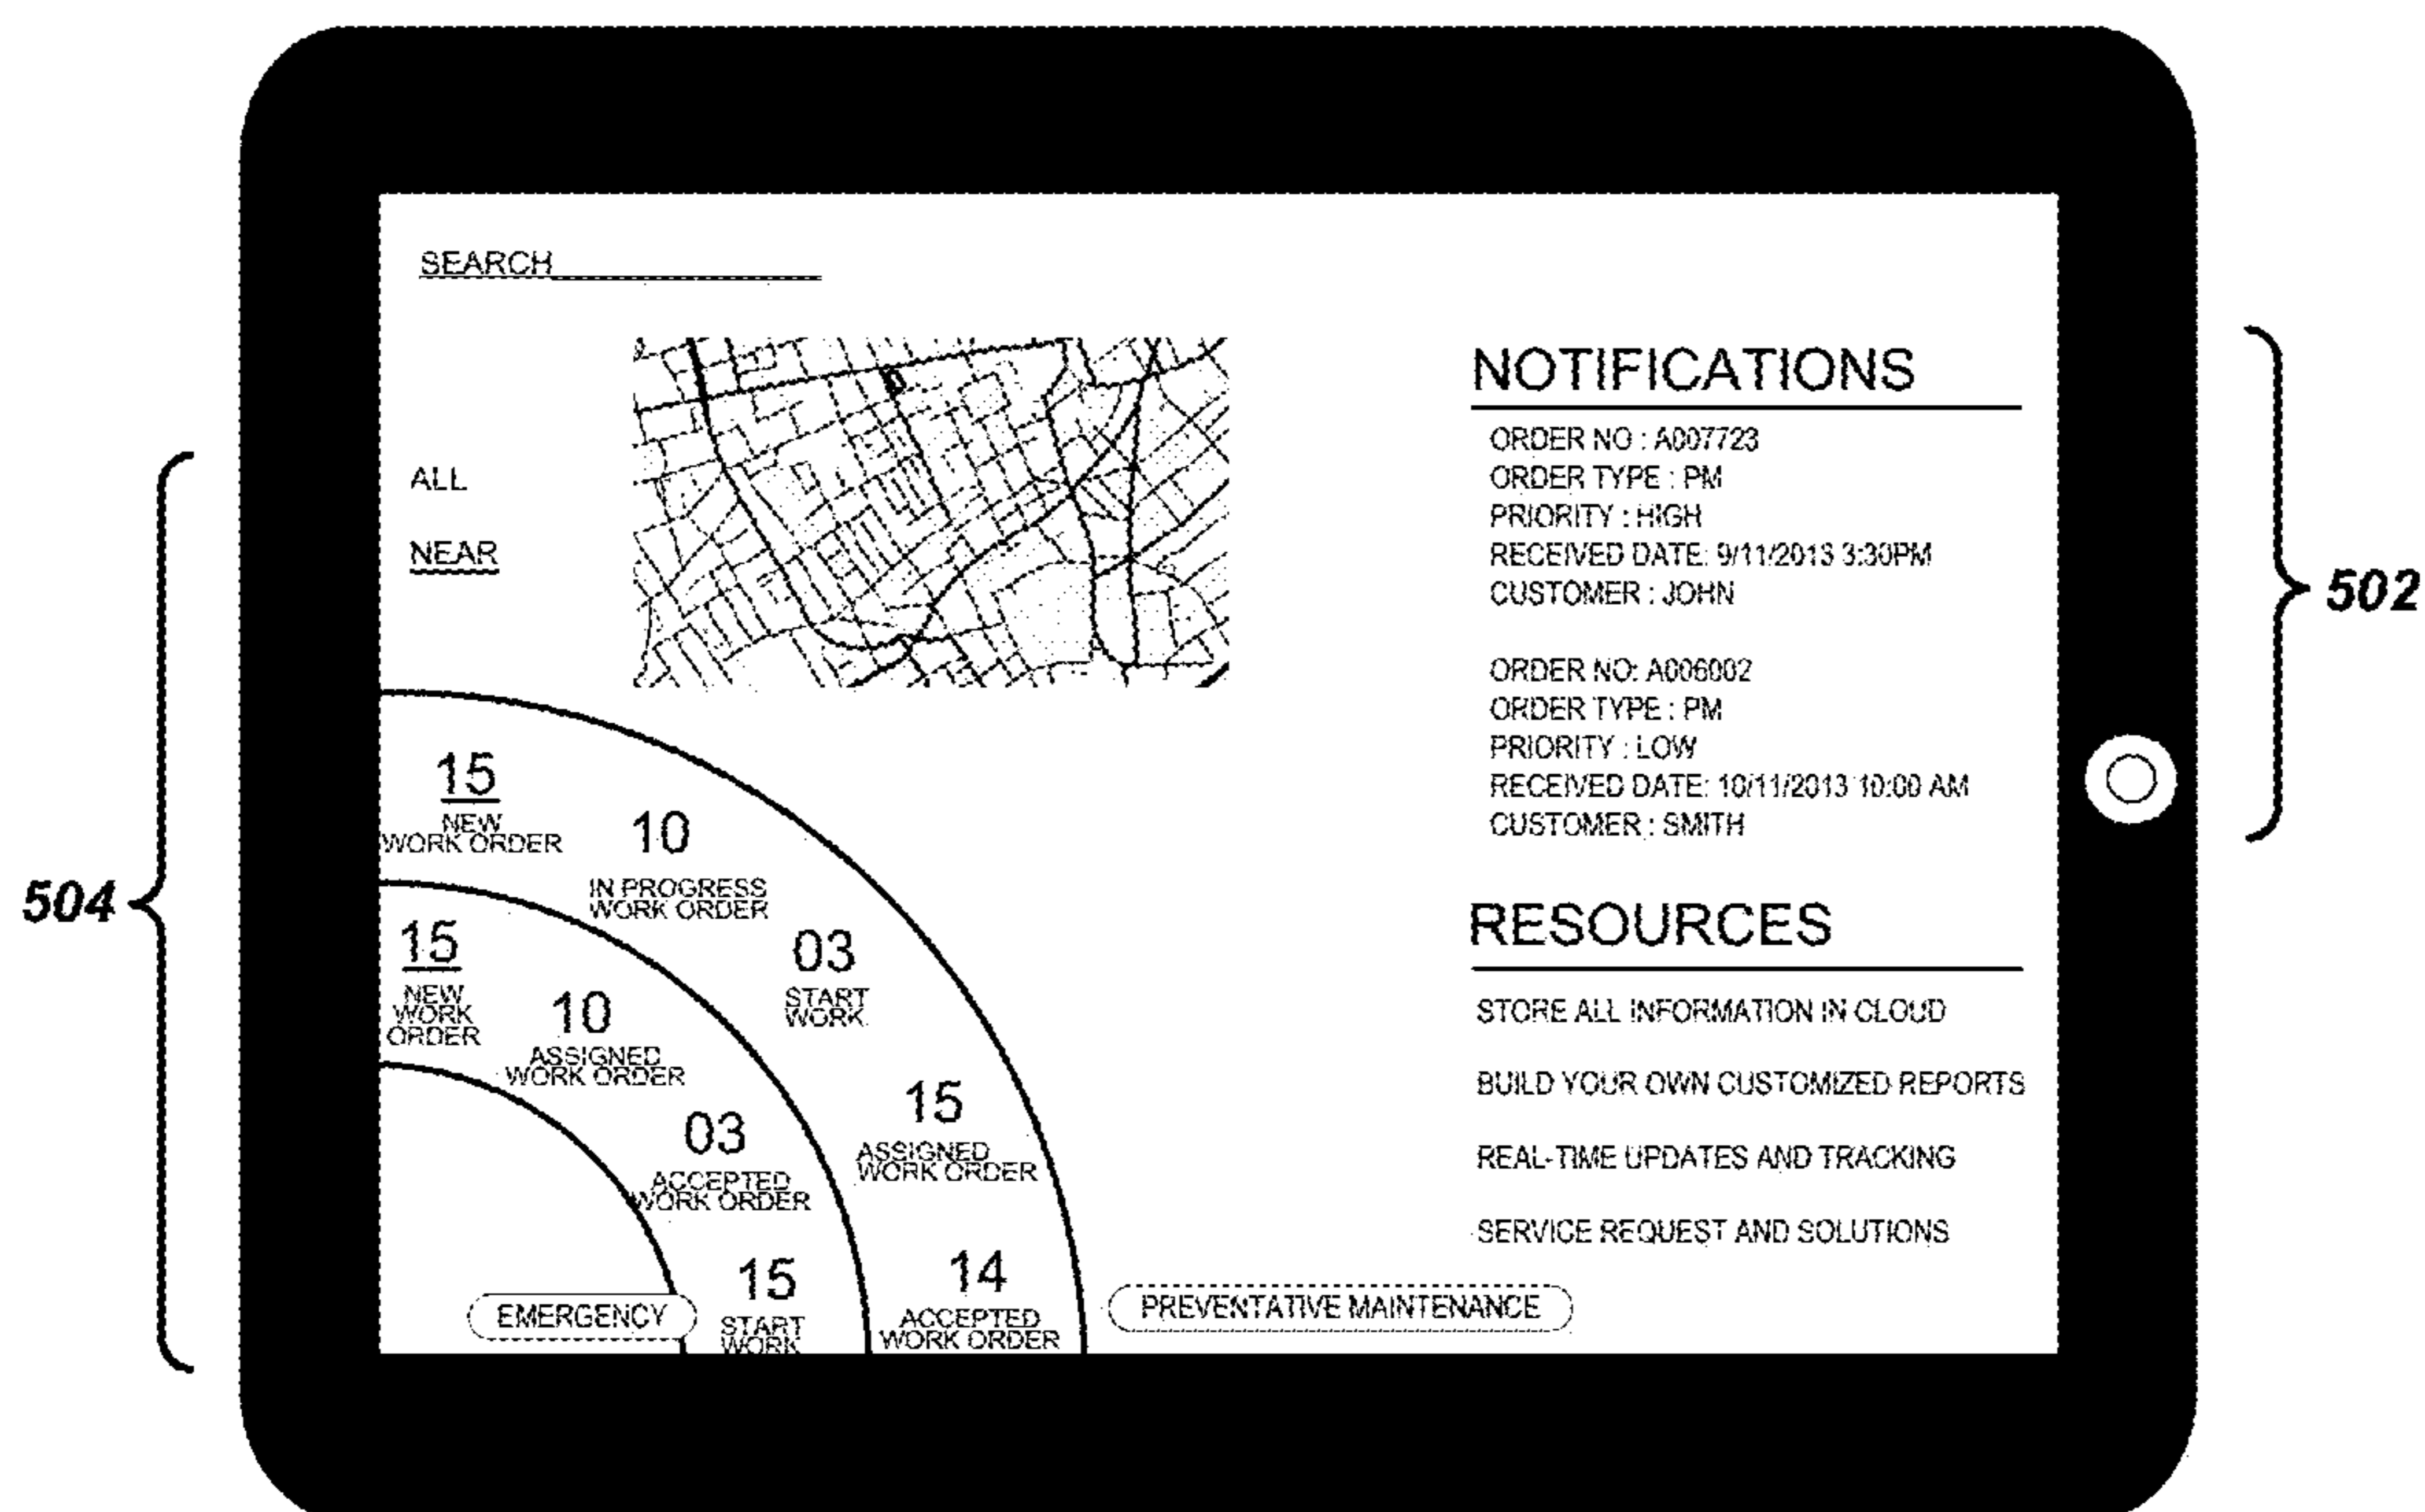 SEARCH
ALL
NEAR
15
NEW
WORK ORDER
10
IN PROGRESS
WORK ORDER
03
START
WORK
15
ASSIGNED
WORK ORDER
14
ACCEPTED
WORK ORDER
15
NEW
WORK
ORDER
10
ASSIGNED
WORK ORDER
03
ACCEPTED
WORK ORDER
15
START
WORK
EMERGENCY
PREVENTATIVE MAINTENANCE
NOTIFICATIONS
ORDER NO : A007723
ORDER TYPE : PM
PRIORITY : HIGH
RECEIVED DATE: 9/11/2013 3:30PM
CUSTOMER : JOHN
ORDER NO: A006002
ORDER TYPE : PM
PRIORITY : LOW
RECEIVED DATE: 10/11/2013 10:00 AM
CUSTOMER : SMITH
RESOURCES
STORE ALL INFORMATION IN CLOUD
BUILD YOUR OWN CUSTOMIZED REPORTS
REAL-TIME UPDATES AND TRACKING
SERVICE REQUEST AND SOLUTIONS
502
504